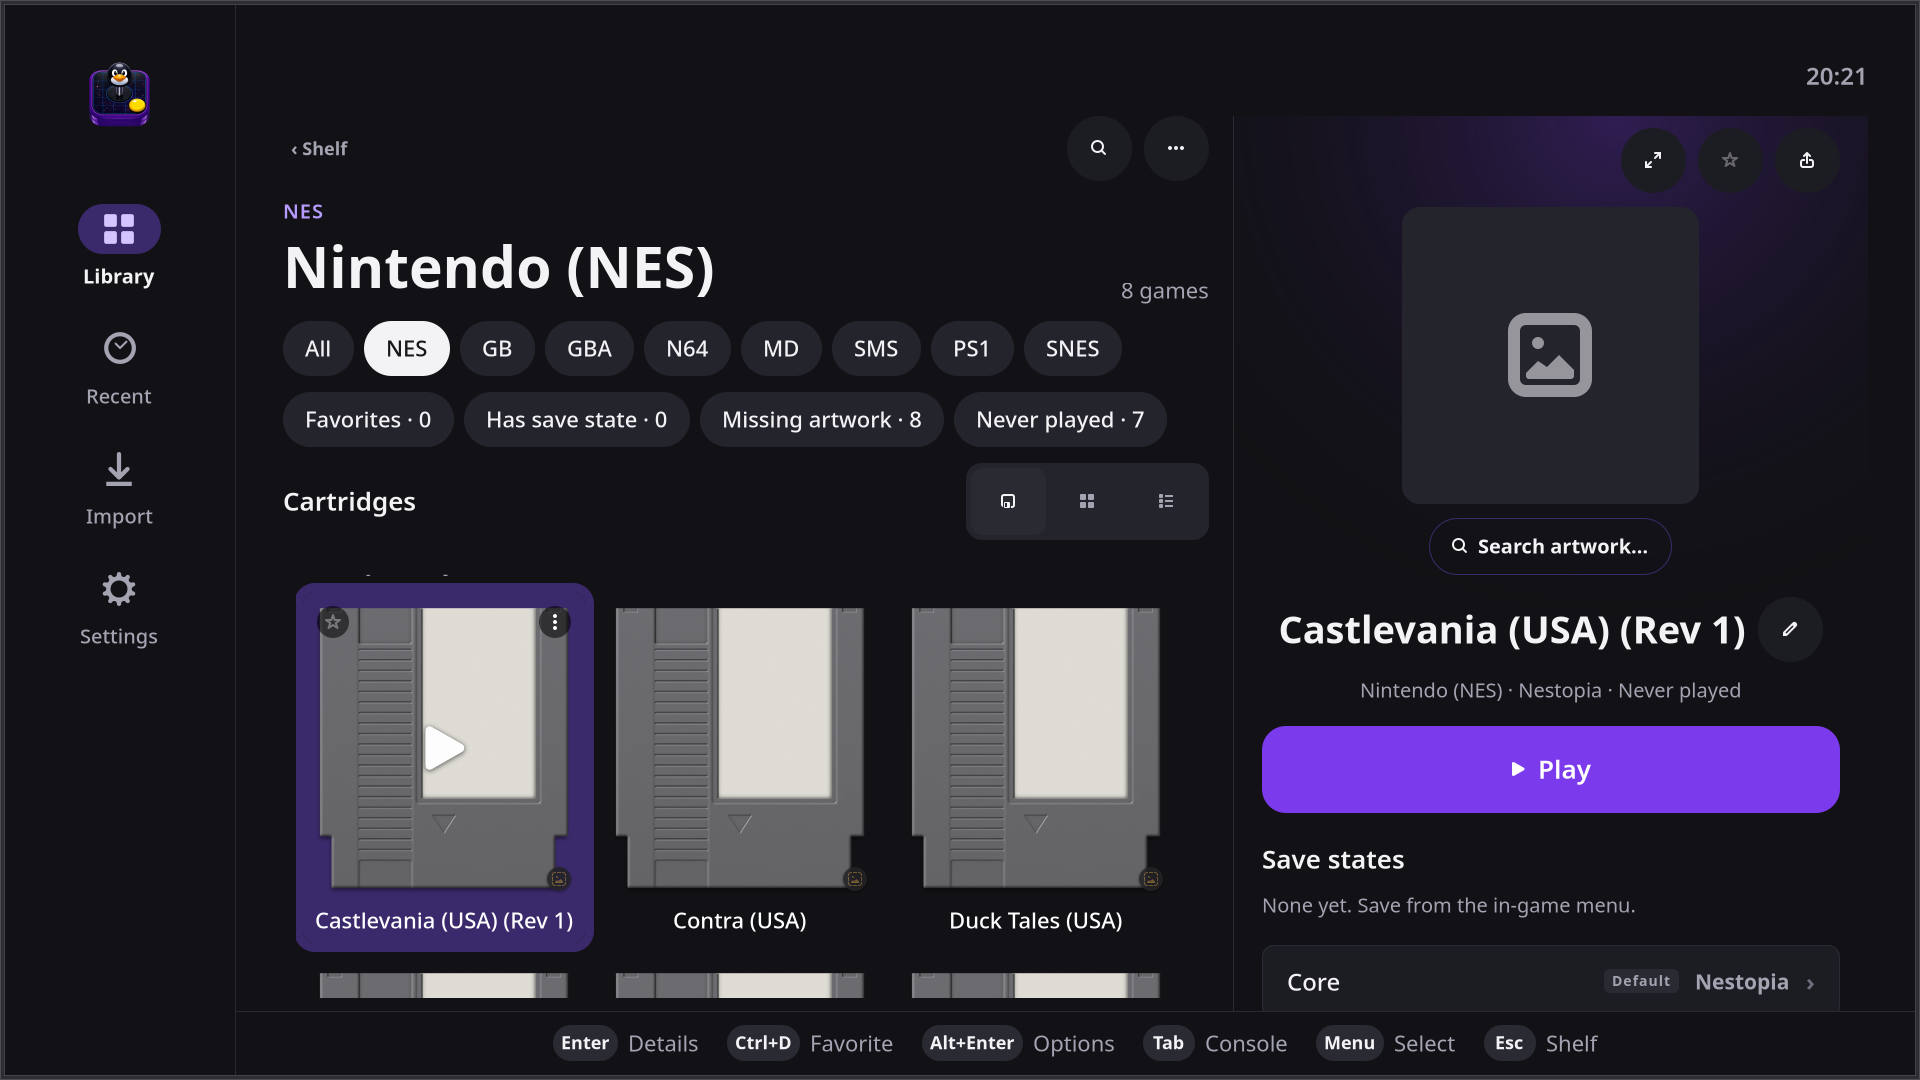 20:21
‹ Shelf
NES
Nintendo (NES)
8 games
All NES GB GBA N64 MD SMS PS1 SNES
Favorites · 0 Has save state · 0 Missing artwork · 8 Never played · 7
Cartridges
Castlevania (USA) (Rev 1)
Contra (USA)
Duck Tales (USA)
Library
Recent
Import
Settings
Search artwork...
Castlevania (USA) (Rev 1)
Nintendo (NES) · Nestopia · Never played
Play
Save states
None yet. Save from the in-game menu.
Core Default Nestopia ›
Enter Details Ctrl+D Favorite Alt+Enter Options Tab Console Menu Select Esc Shelf